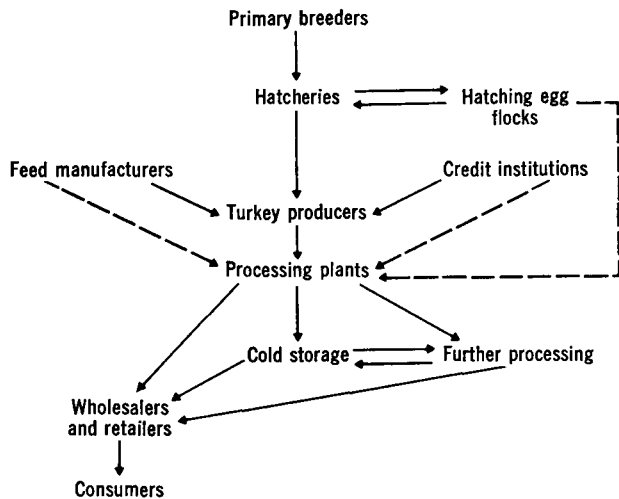 Primary breeders
Hatcheries
Hatching egg
flocks
Feed manufacturers
Credit institutions
Turkey producers
Processing plants
Cold storage
Further processing
Wholesalers
and retailers
Consumers